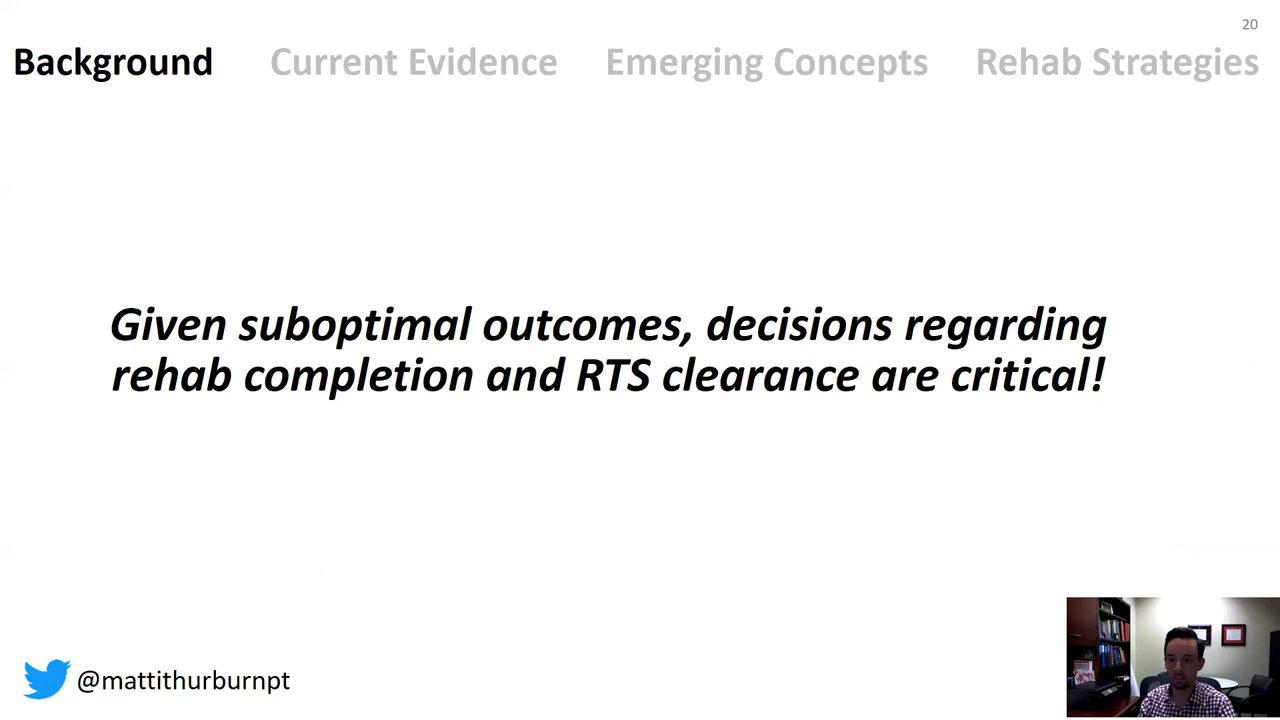 20
Background Current Evidence Emerging Concepts Rehab Strategies
Given suboptimal outcomes, decisions regarding
rehab completion and RTS clearance are critical!
@mattithurburnpt